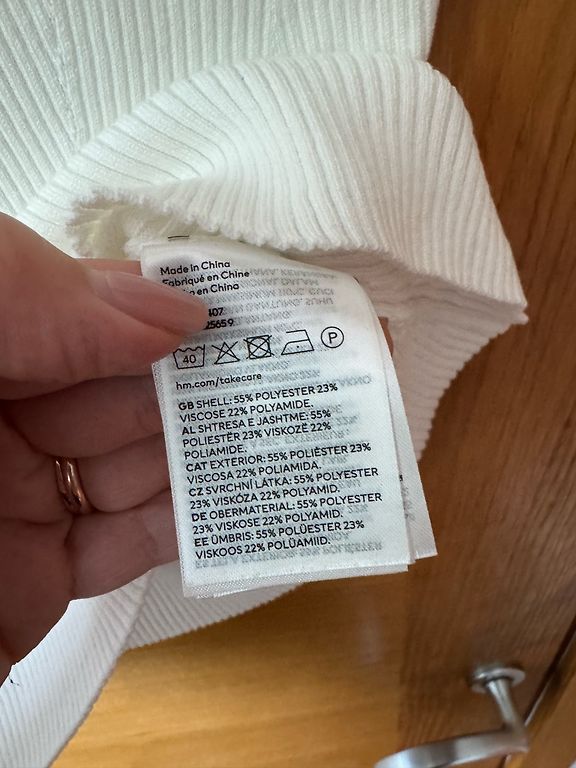 Made in China
Fabriqué en Chine
en China
407
25659
40
P
hm.com/takecare
GB SHELL: 55% POLYESTER 23%
VISCOSE 22% POLYAMIDE.
AL SHTRESA E JASHTME: 55%
POLIESTËR 23% VISKOZË 22%
POLIAMIDE.
CAT EXTERIOR: 55% POLIÈSTER 23%
VISCOSA 22% POLIAMIDA.
CZ SVRCHNÍ LÁTKA: 55% POLYESTER
23% VISKÓZA 22% POLYAMID.
DE OBERMATERIAL: 55% POLYESTER
23% VISKOSE 22% POLYAMID.
EE ÜMBRIS: 55% POLÜESTER 23%
VISKOOS 22% POLÜAMIID.